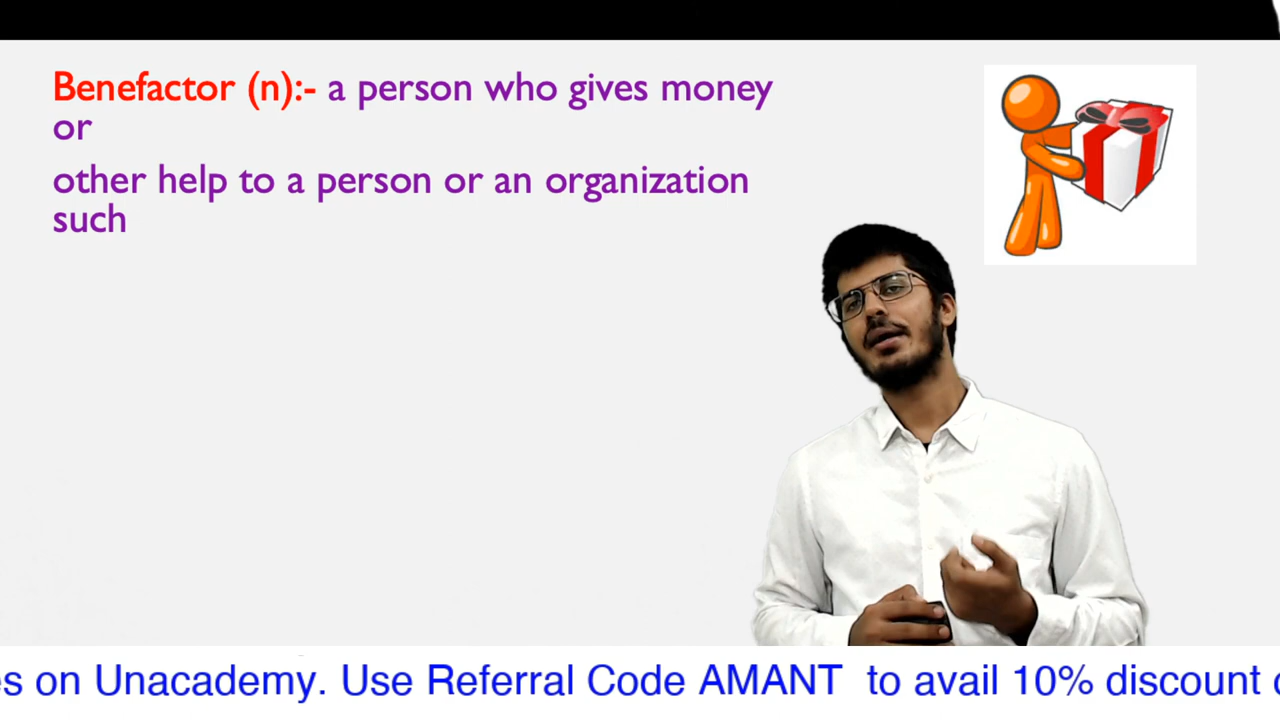 Benefactor (n):- a person who gives money
or
other help to a person or an organization
such
es on Unacademy. Use Referral Code AMANT to avail 10% discount